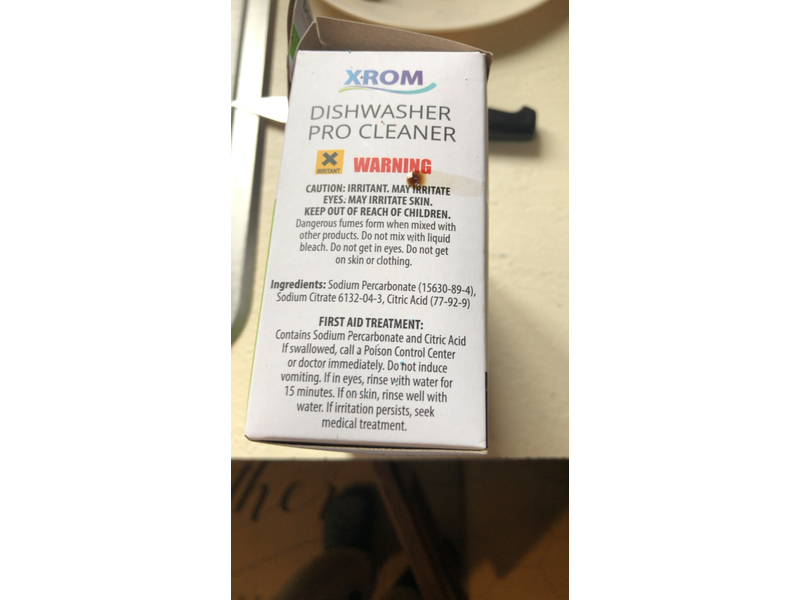 X-ROM
DISHWASHER
PRO CLEANER
IRRITANT
WARNING
CAUTION: IRRITANT. MAY IRRITATE
EYES. MAY IRRITATE SKIN.
KEEP OUT OF REACH OF CHILDREN.
Dangerous fumes form when mixed with
other products. Do not mix with liquid
bleach. Do not get in eyes. Do not get
on skin or clothing.
Ingredients: Sodium Percarbonate (15630-89-4),
Sodium Citrate 6132-04-3, Citric Acid (77-92-9)
FIRST AID TREATMENT:
Contains Sodium Percarbonate and Citric Acid
If swallowed, call a Poison Control Center
or doctor immediately. Do not induce
vomiting. If in eyes, rinse with water for
15 minutes. If on skin, rinse well with
water. If irritation persists, seek
medical treatment.